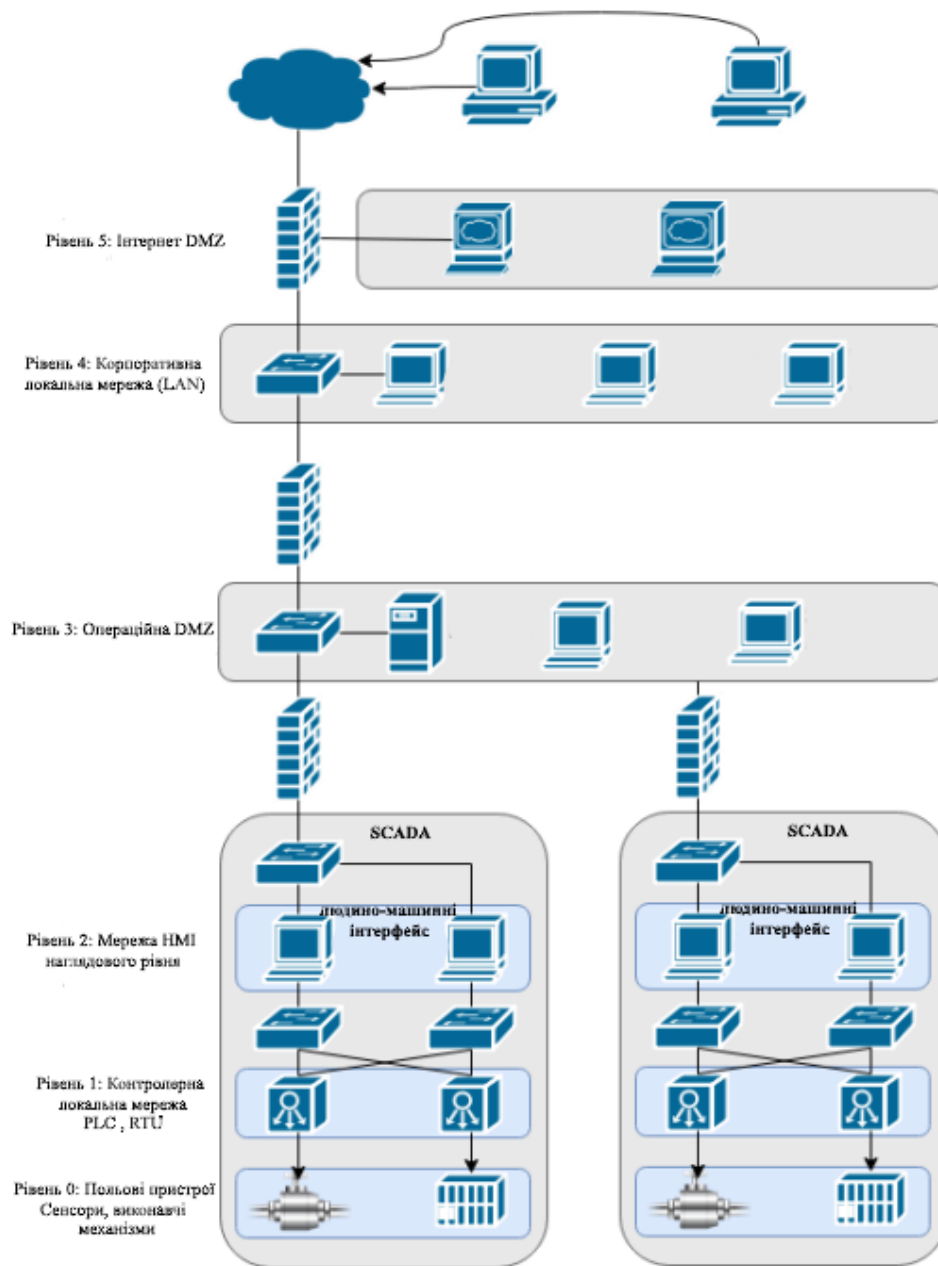 Рівень 5: Інтернет DMZ
Рівень 4: Корпоративна
локальна мережа (LAN)
Рівень 3: Операційна DMZ
SCADA
SCADA
людино-машинні
інтерфейс
людино-машинні
інтерфейс
Рівень 2: Мережа HMI
наглядового рівня
Рівень 1: Контролерна
локальна мережа
PLC , RTU
Рівень 0: Польові пристрої
Сенсори, виконавчі
механізми